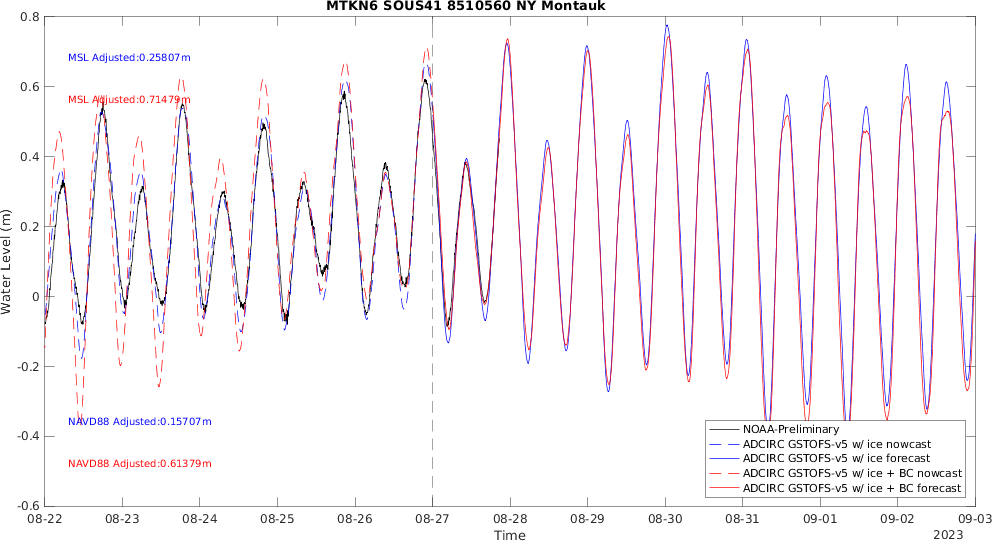 MTKN6 SOUS41 8510560 NY Montauk
0.8
MSL Adjusted:0.25807m
0.6
MSL Adjusted:0.71479m
0.4
0.2
Water Level (m)
0
-0.2
NAVD88 Adjusted:0.15707m
-0.4
NAVD88 Adjusted:0.61379m
-0.6
NOAA-Preliminary
ADCIRC GSTOFS-v5 w/ ice nowcast
ADCIRC GSTOFS-v5 w/ ice forecast
ADCIRC GSTOFS-v5 w/ ice + BC nowcast
ADCIRC GSTOFS-v5 w/ ice + BC forecast
08-22 08-23 08-24 08-25 08-26 08-27 08-28 08-29 08-30 08-31 09-01 09-02 09-03
Time
2023